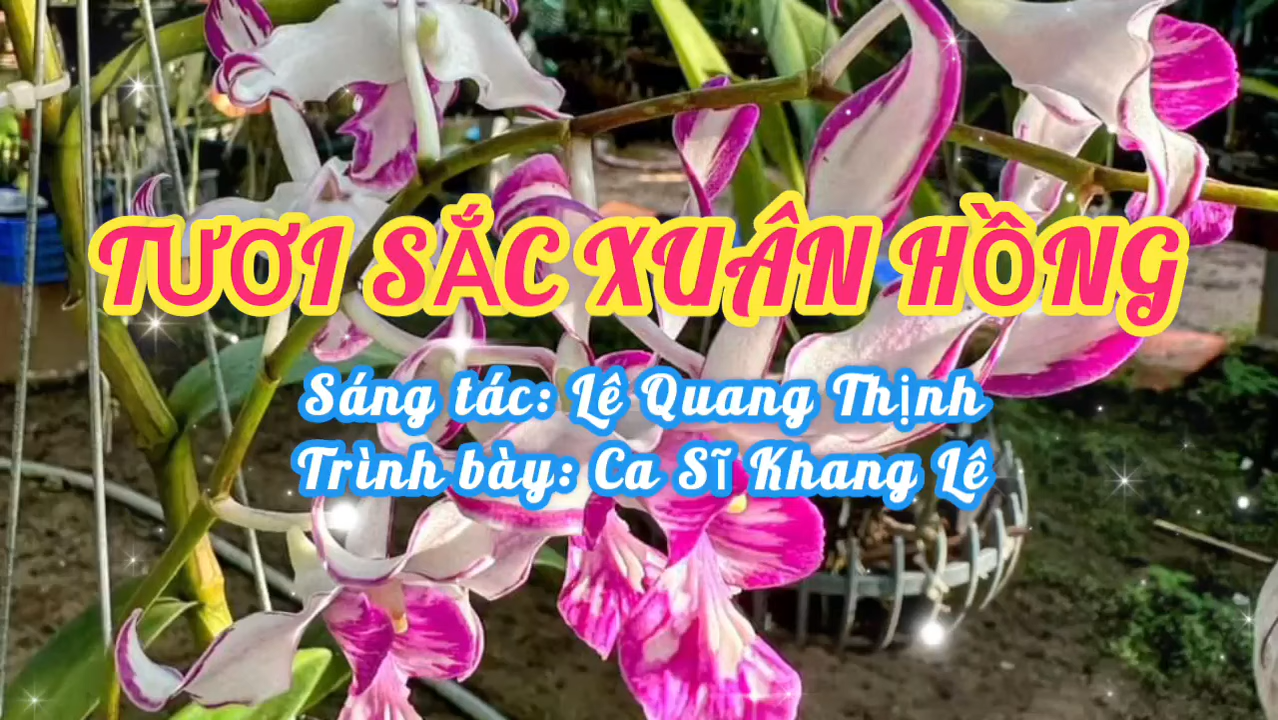 TƯƠI SẮC XUÂN HỒNG
Sáng tác: Lê Quang Thịnh
Trình bày: Ca Sĩ Khang Lê